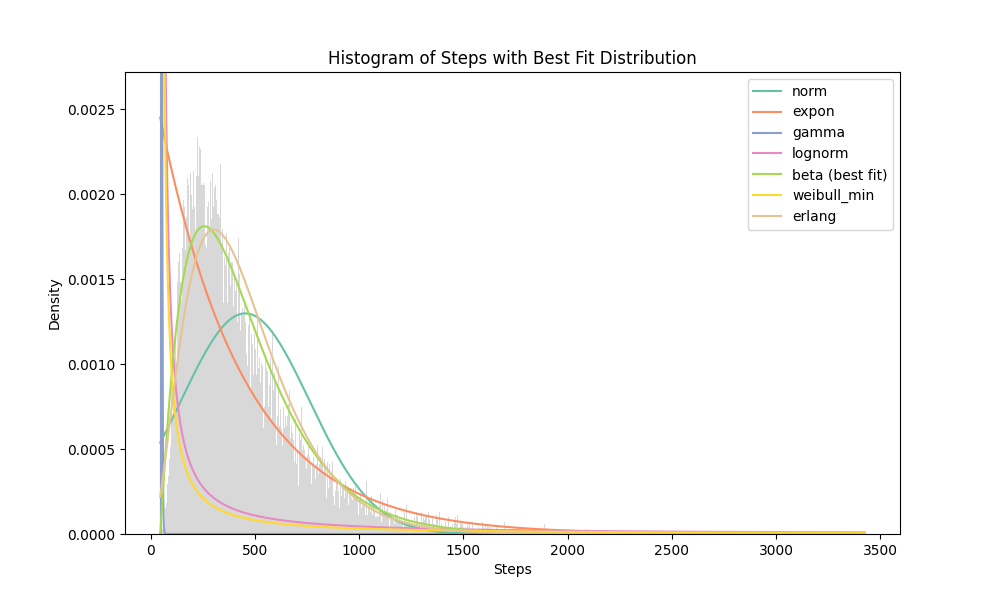 Histogram of Steps with Best Fit Distribution
norm
expon
gamma
lognorm
beta (best fit)
weibull_min
erlang
Density
0.0025
0.0020
0.0015
0.0010
0.0005
0.0000
0 500 1000 1500 2000 2500 3000 3500
Steps